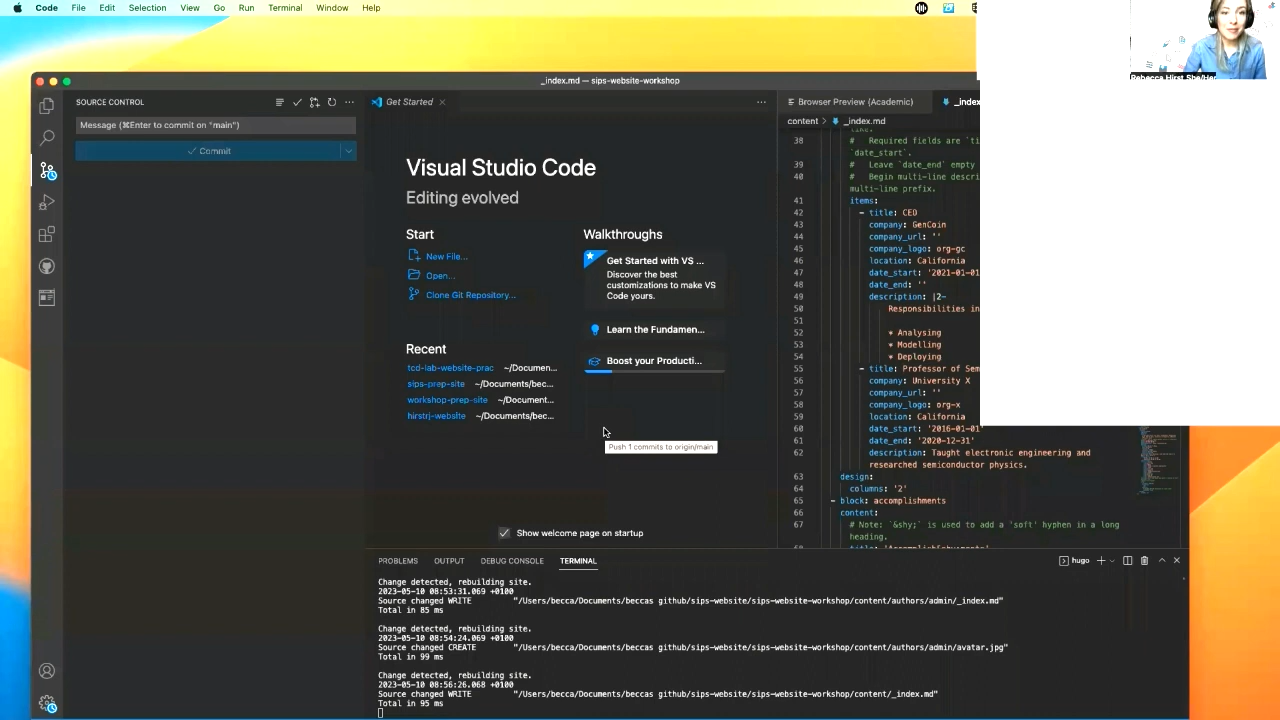 Code File Edit Selection View Go Run Terminal Window Help
Rebecca Hirst She/Her
_index.md — sips-website-workshop
SOURCE CONTROL
Message (⌘Enter to commit on "main")
Commit
Get Started
Visual Studio Code
Editing evolved
Start
New File...
Open...
Clone Git Repository...
Recent
tcd-lab-website-prac ~/Documen...
sips-prep-site ~/Documents/bec...
workshop-prep-site ~/Document...
hirstrj-website ~/Documents/bec...
Walkthroughs
Get Started with VS ...
Discover the best
customizations to make VS
Code yours.
Learn the Fundamen...
Boost your Producti...
Push 1 commits to origin/main
Show welcome page on startup
Browser Preview (Academic)
content > _index.md
like.
38 # Required fields are `ti
`date_start`.
39 # Leave `date_end` empty
40 # Begin multi-line descri
multi-line prefix.
41 items:
42 - title: CEO
43 company: GenCoin
44 company_url: ''
45 company_logo: org-gc
46 location: California
47 date_start: '2021-01-01
48 date_end: ''
49 description: |2-
50 Responsibilities in
51
52 * Analysing
53 * Modelling
54 * Deploying
55 - title: Professor of Sem
56 company: University X
57 company_url: ''
58 company_logo: org-x
59 location: California
60 date_start: '2016-01-01'
61 date_end: '2020-12-31'
62 description: Taught electronic engineering and
researched semiconductor physics.
63 design:
64 columns: '2'
65 - block: accomplishments
66 content:
67 # Note: `&shy;` is used to add a 'soft' hyphen in a long
heading.
PROBLEMS OUTPUT DEBUG CONSOLE TERMINAL
hugo
Change detected, rebuilding site.
2023-05-10 08:53:31.069 +0100
Source changed WRITE "/Users/becca/Documents/beccas github/sips-website/sips-website-workshop/content/authors/admin/_index.md"
Total in 85 ms
Change detected, rebuilding site.
2023-05-10 08:54:24.069 +0100
Source changed CREATE "/Users/becca/Documents/beccas github/sips-website/sips-website-workshop/content/authors/admin/avatar.jpg"
Total in 99 ms
Change detected, rebuilding site.
2023-05-10 08:56:26.068 +0100
Source changed WRITE "/Users/becca/Documents/beccas github/sips-website/sips-website-workshop/content/_index.md"
Total in 95 ms